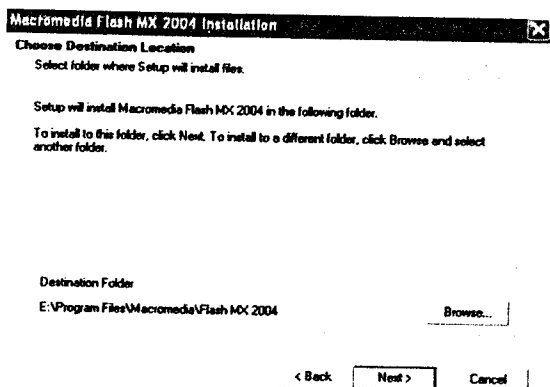 Macromedia Flash MX 2004 Installation
Choose Destination Location
Select folder where Setup will install files.
Setup will install Macromedia Flash MX 2004 in the following folder.
To install to this folder, click Next. To install to a different folder, click Browse and select
another folder.
Destination Folder
E:\Program Files\Macromedia\Flash MX 2004
Browse...
< Back
Next >
Cancel